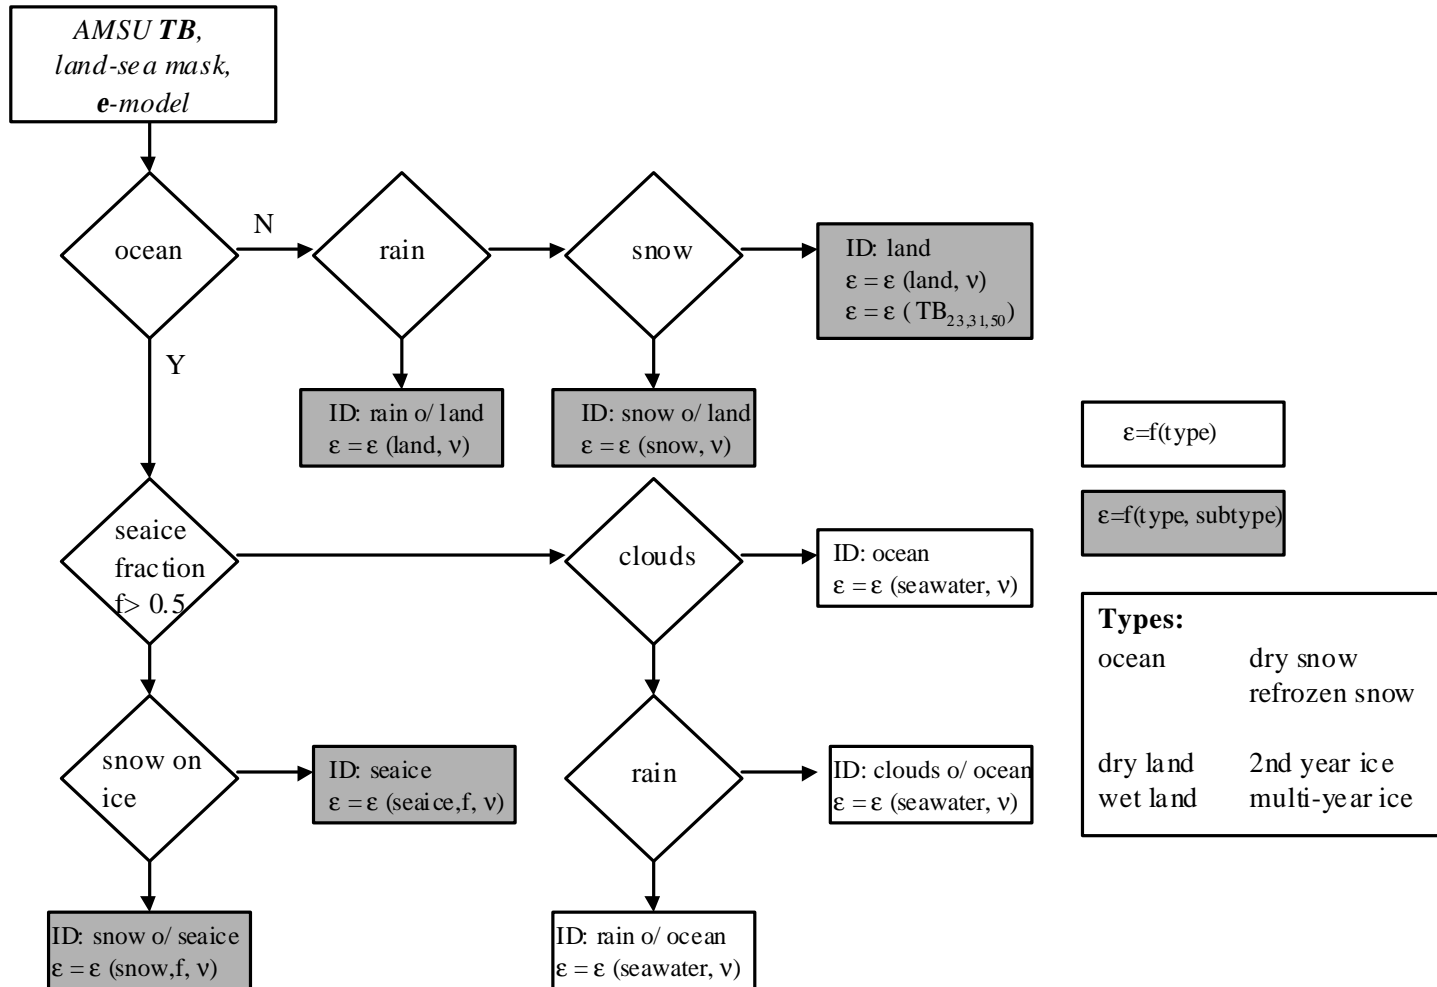 AMSU TB,
land-sea mask,
e-model
ocean
N
rain
snow
ID: land
ε = ε (land, ν)
ε = ε ( TB23,31,50)
Y
ID: rain o/ land
ε = ε (land, ν)
ID: snow o/ land
ε = ε (snow, ν)
ε=f(type)
ε=f(type, subtype)
seaice
fraction
f> 0.5
clouds
ID: ocean
ε = ε (seawater, ν)
Types:
ocean dry snow
refrozen snow
dry land 2nd year ice
wet land multi-year ice
snow on
ice
ID: seaice
ε = ε (seaice,f, ν)
rain
ID: clouds o/ ocean
ε = ε (seawater, ν)
ID: snow o/ seaice
ε = ε (snow,f, ν)
ID: rain o/ ocean
ε = ε (seawater, ν)